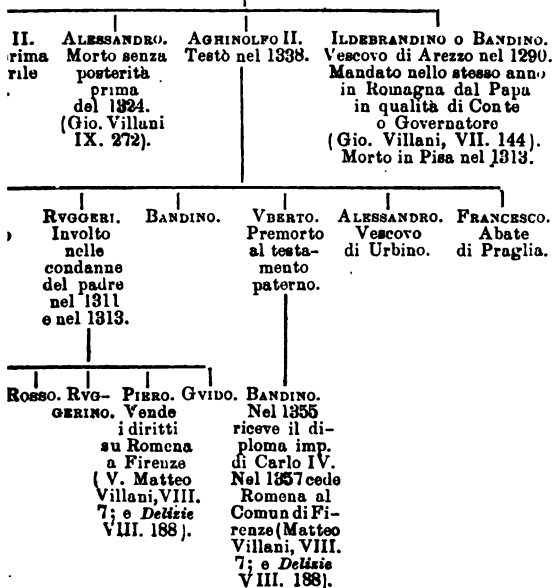 II.
rima
rile
ALESSANDRO.
Morto senza
posterità
prima
del 1324.
(Gio. Villani
IX. 272).
AGHINOLFO II.
Testò nel 1338.
ILDEBRANDINO O BANDINO.
Vescovo di Arezzo nel 1290.
Mandato nello stesso anno
in Romagna dal Papa
in qualità di Conte
o Governatore
(Gio. Villani, VII. 144).
Morto in Pisa nel 1313.
RVGGERI.
Involto
nelle
condanne
del padre
nel 1311
e nel 1313.
BANDINO.
VBERTO.
Premorto
al testa-
mento
paterno.
ALESSANDRO.
Vescovo
di Urbino.
FRANCESCO.
Abate
di Praglia.
ROSSO.
RVG-
GERINO.
PIERO.
Vende
i diritti
su Romena
a Firenze
(V. Matteo
Villani, VIII.
7; e Delizie
VIII. 188).
GVIDO.
BANDINO.
Nel 1355
riceve il di-
ploma imp.
di Carlo IV.
Nel 1357 cede
Romena al
Comun di Fi-
renze (Matteo
Villani, VIII.
7; e Delizie
VIII. 188).